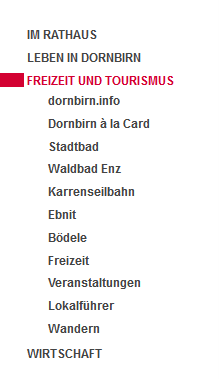 IM RATHAUS
LEBEN IN DORNBIRN
FREIZEIT UND TOURISMUS
dornbirn.info
Dornbirn à la Card
Stadtbad
Waldbad Enz
Karrenseilbahn
Ebnit
Bödele
Freizeit
Veranstaltungen
Lokalführer
Wandern
WIRTSCHAFT